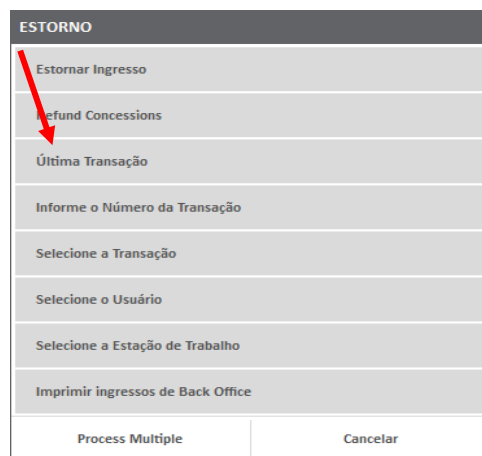 ESTORNO
Estornar Ingresso
Refund Concessions
Última Transação
Informe o Número da Transação
Selecione a Transação
Selecione o Usuário
Selecione a Estação de Trabalho
Imprimir ingressos de Back Office
Process Multiple
Cancelar